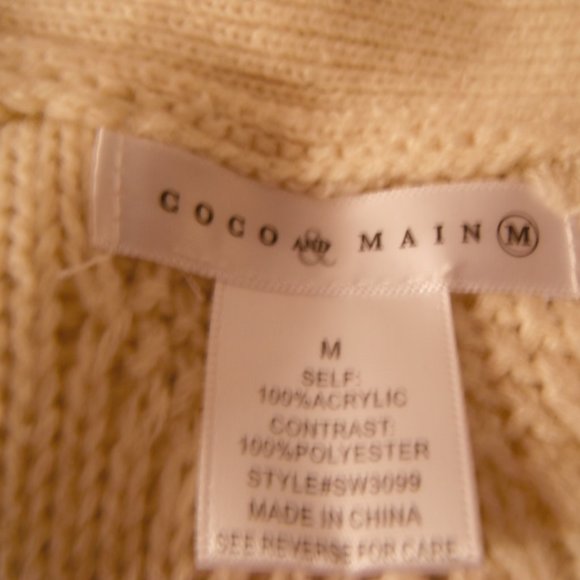 COCO AND & MAIN M
M
SELF:
100%ACRYLIC
CONTRAST:
100%POLYESTER
STYLE#SW3099
MADE IN CHINA
SEE REVERSE FOR CARE